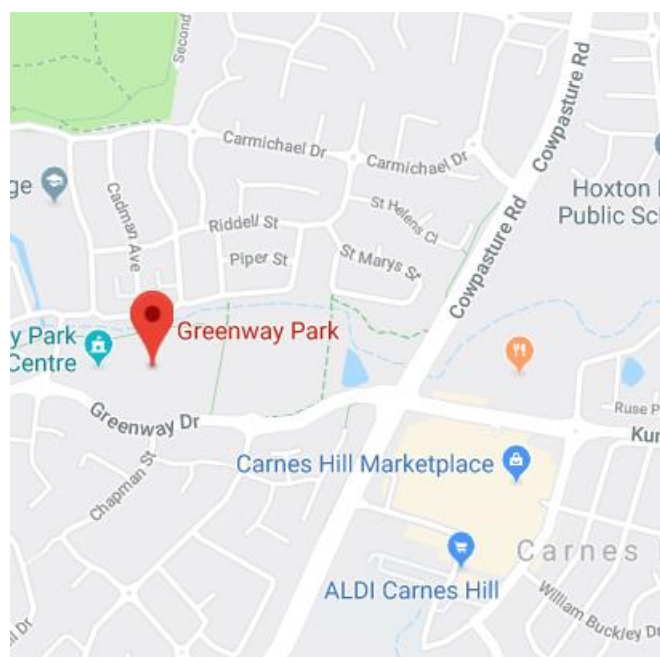 Second
Cowpasture Rd
Carmichael Dr
Carmichael Dr
ge
Cadman Ave
Hoxton
Public Sc
St Helens Cl
Riddell St
Cowpasture Rd
Piper St
St Marys Sr
Greenway Park
y Park
Centre
Greenway Dr
Ruse P
Kur
Chapman St
Carnes Hill Marketplace
Carnes
ALDI Carnes Hill
William Buckley Dr